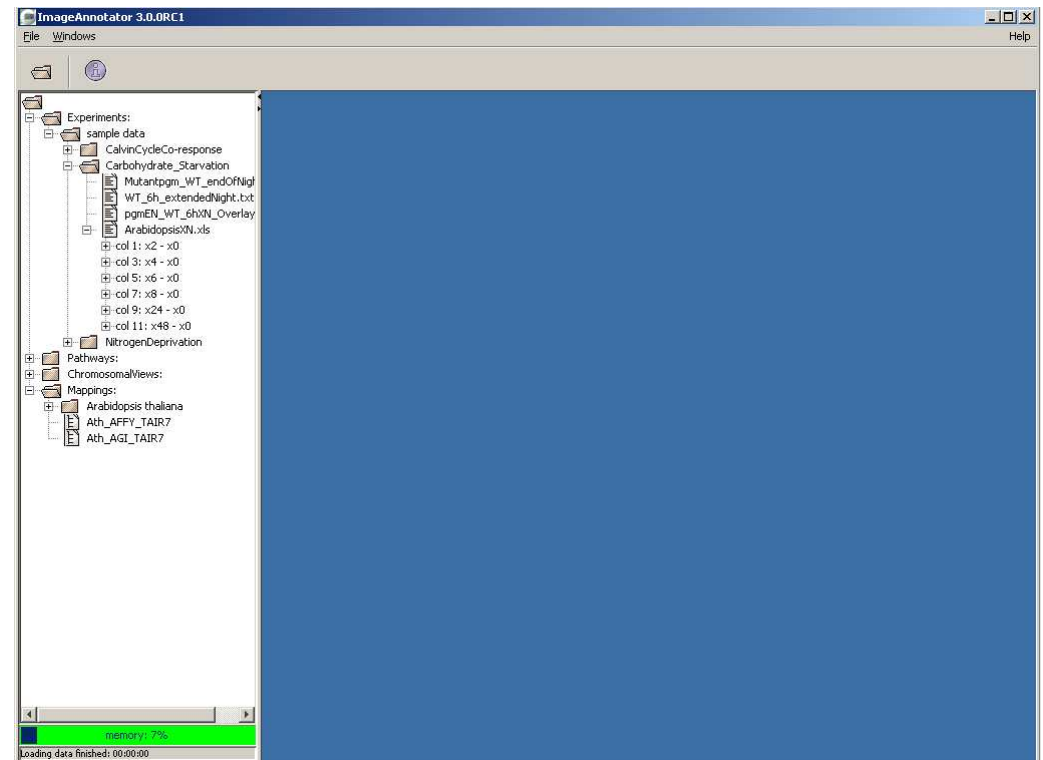 ImageAnnotator 3.0.0RC1
File Windows Help
Experiments:
sample data
CalvinCycleCo-response
Carbohydrate_Starvation
Mutantpgm_WT_endOfNigh
WT_6h_extendedNight.txt
pgmEN_WT_6hXN_Overlay
ArabidopsisXN.xls
col 1: x2 - x0
col 3: x4 - x0
col 5: x6 - x0
col 7: x8 - x0
col 9: x24 - x0
col 11: x48 - x0
NitrogenDeprivation
Pathways:
ChromosomalViews:
Mappings:
Arabidopsis thaliana
Ath_AFFY_TAIR7
Ath_AGI_TAIR7
memory: 7%
Loading data finished: 00:00:00